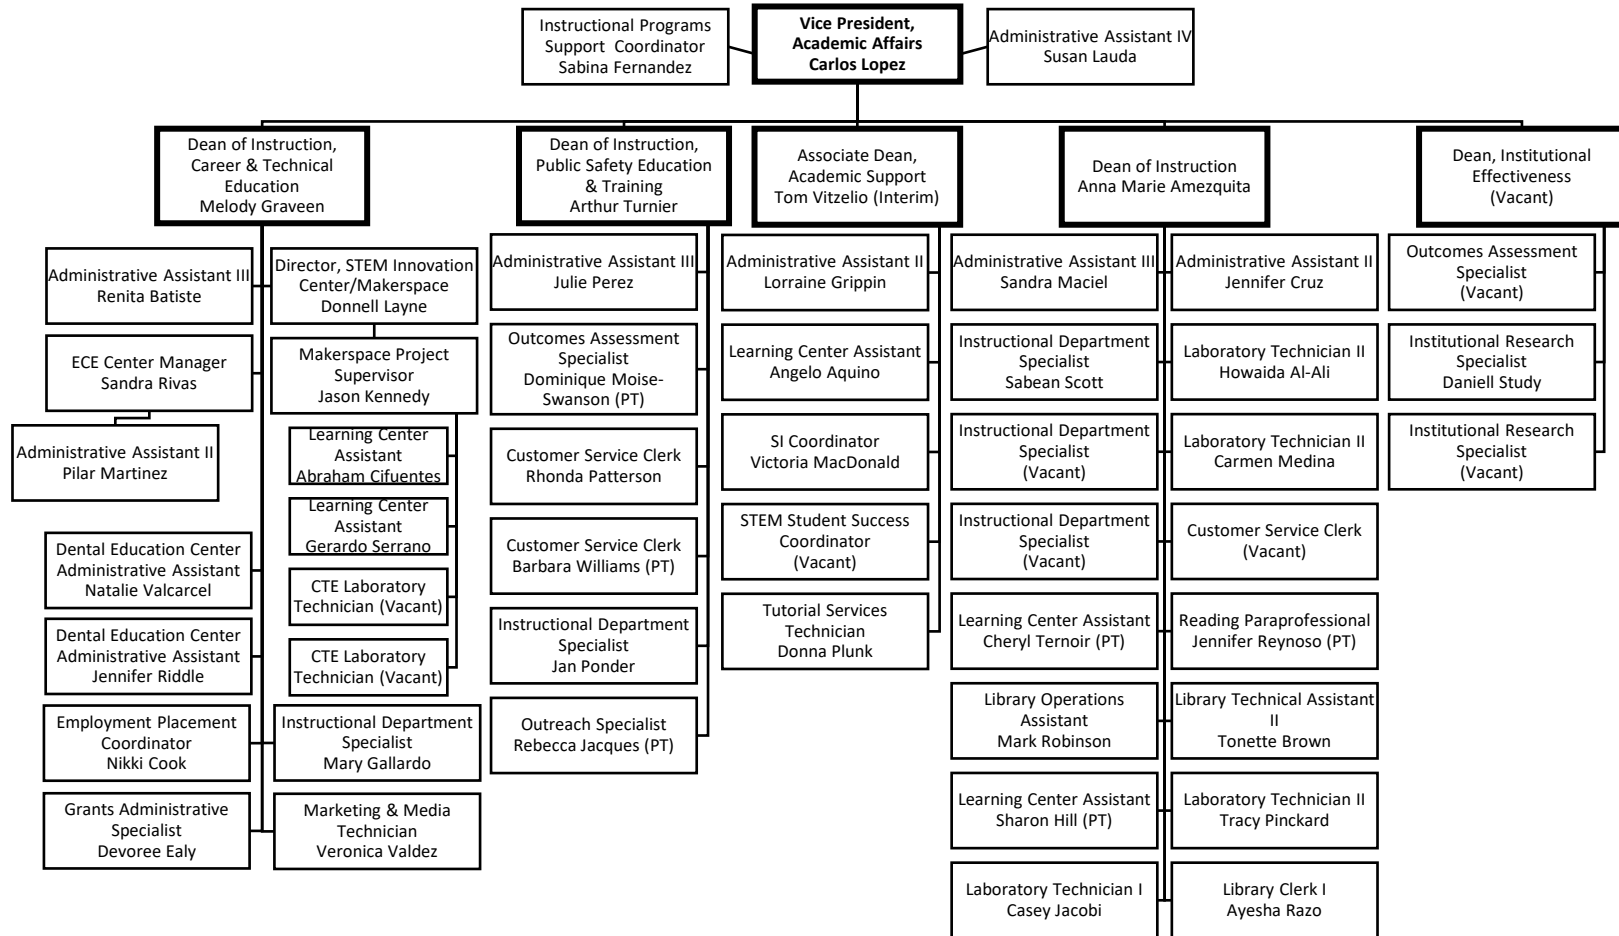 Instructional Programs
Support Coordinator
Sabina Fernandez
Vice President,
Academic Affairs
Carlos Lopez
Administrative Assistant IV
Susan Lauda
Dean of Instruction,
Career & Technical
Education
Melody Graveen
Dean of Instruction,
Public Safety Education
& Training
Arthur Turnier
Associate Dean,
Academic Support
Tom Vitzelio (Interim)
Dean of Instruction
Anna Marie Amezquita
Dean, Institutional
Effectiveness
(Vacant)
Administrative Assistant III
Renita Batiste
Director, STEM Innovation
Center/Makerspace
Donnell Layne
ECE Center Manager
Sandra Rivas
Makerspace Project
Supervisor
Jason Kennedy
Administrative Assistant II
Pilar Martinez
Learning Center
Assistant
Abraham Cifuentes
Learning Center
Assistant
Gerardo Serrano
Dental Education Center
Administrative Assistant
Natalie Valcarcel
CTE Laboratory
Technician (Vacant)
Dental Education Center
Administrative Assistant
Jennifer Riddle
CTE Laboratory
Technician (Vacant)
Employment Placement
Coordinator
Nikki Cook
Instructional Department
Specialist
Mary Gallardo
Grants Administrative
Specialist
Devoree Ealy
Marketing & Media
Technician
Veronica Valdez
Administrative Assistant III
Julie Perez
Outcomes Assessment
Specialist
Dominique Moise-
Swanson (PT)
Customer Service Clerk
Rhonda Patterson
Customer Service Clerk
Barbara Williams (PT)
Instructional Department
Specialist
Jan Ponder
Outreach Specialist
Rebecca Jacques (PT)
Administrative Assistant II
Lorraine Grippin
Learning Center Assistant
Angelo Aquino
SI Coordinator
Victoria MacDonald
STEM Student Success
Coordinator
(Vacant)
Tutorial Services
Technician
Donna Plunk
Administrative Assistant III
Sandra Maciel
Administrative Assistant II
Jennifer Cruz
Instructional Department
Specialist
Sabean Scott
Laboratory Technician II
Howaida Al-Ali
Instructional Department
Specialist
(Vacant)
Laboratory Technician II
Carmen Medina
Instructional Department
Specialist
(Vacant)
Customer Service Clerk
(Vacant)
Learning Center Assistant
Cheryl Ternoir (PT)
Reading Paraprofessional
Jennifer Reynoso (PT)
Library Operations
Assistant
Mark Robinson
Library Technical Assistant
II
Tonette Brown
Learning Center Assistant
Sharon Hill (PT)
Laboratory Technician II
Tracy Pinckard
Laboratory Technician I
Casey Jacobi
Library Clerk I
Ayesha Razo
Outcomes Assessment
Specialist
(Vacant)
Institutional Research
Specialist
Daniell Study
Institutional Research
Specialist
(Vacant)